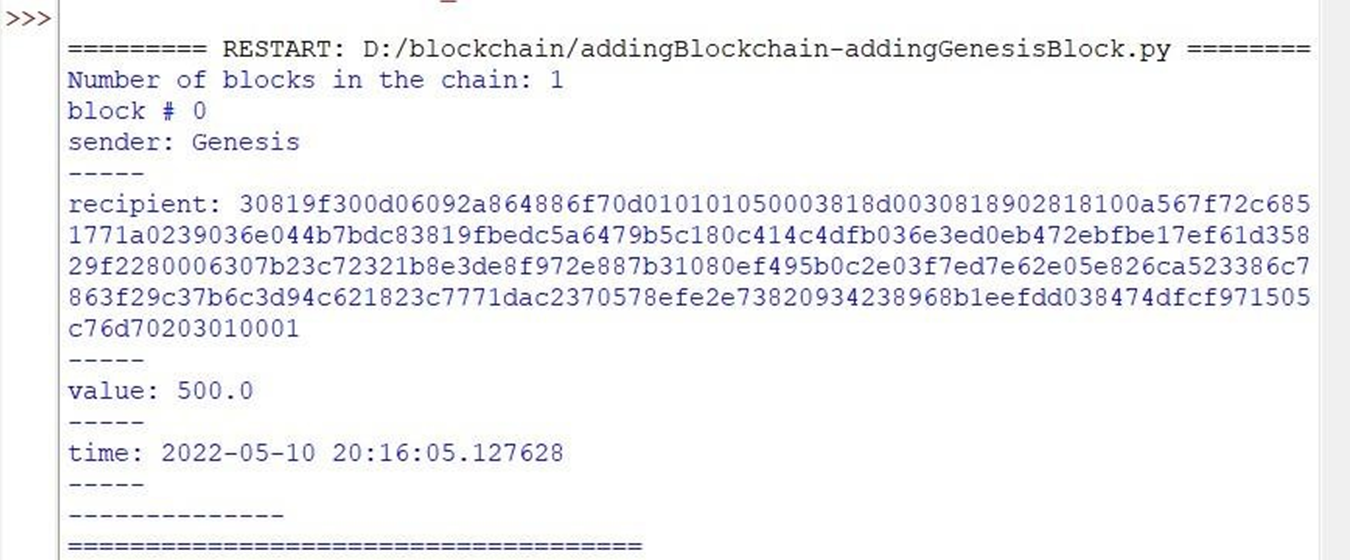 >>>
========= RESTART: D:/blockchain/addingBlockchain-addingGenesisBlock.py ========
Number of blocks in the chain: 1
block # 0
sender: Genesis
-----
recipient: 30819f300d06092a864886f70d010101050003818d0030818902818100a567f72c685
1771a0239036e044b7bdc83819fbedc5a6479b5c180c414c4dfb036e3ed0eb472ebfbe17ef61d358
29f2280006307b23c72321b8e3de8f972e887b31080ef495b0c2e03f7ed7e62e05e826ca523386c7
863f29c37b6c3d94c621823c7771dac2370578efe2e73820934238968b1eefdd038474dfcf971505
c76d70203010001
-----
value: 500.0
-----
time: 2022-05-10 20:16:05.127628
-----
--------------
=====================================